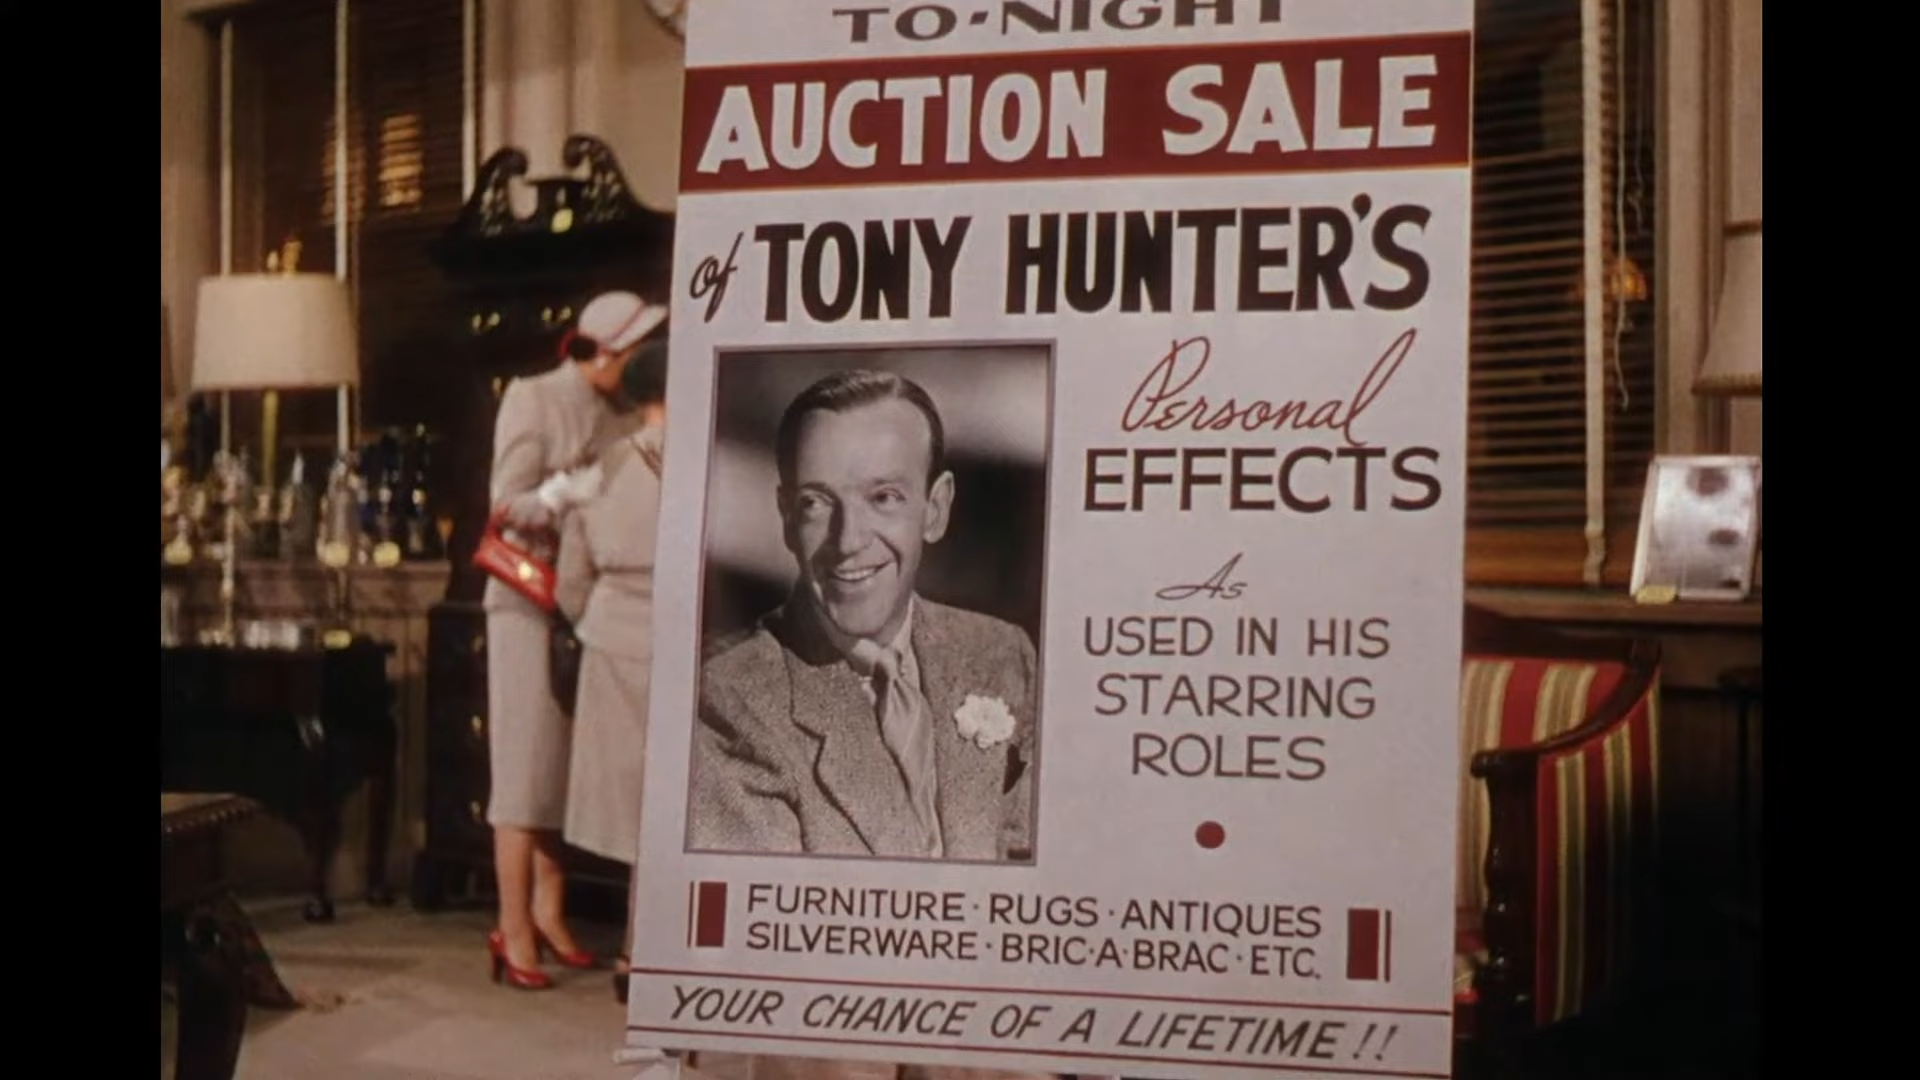 TO-NIGHT
AUCTION SALE
of TONY HUNTER'S
Personal
EFFECTS
As
USED IN HIS
STARRING
ROLES
FURNITURE · RUGS · ANTIQUES
SILVERWARE · BRIC-A-BRAC · ETC.
YOUR CHANCE OF A LIFETIME!!